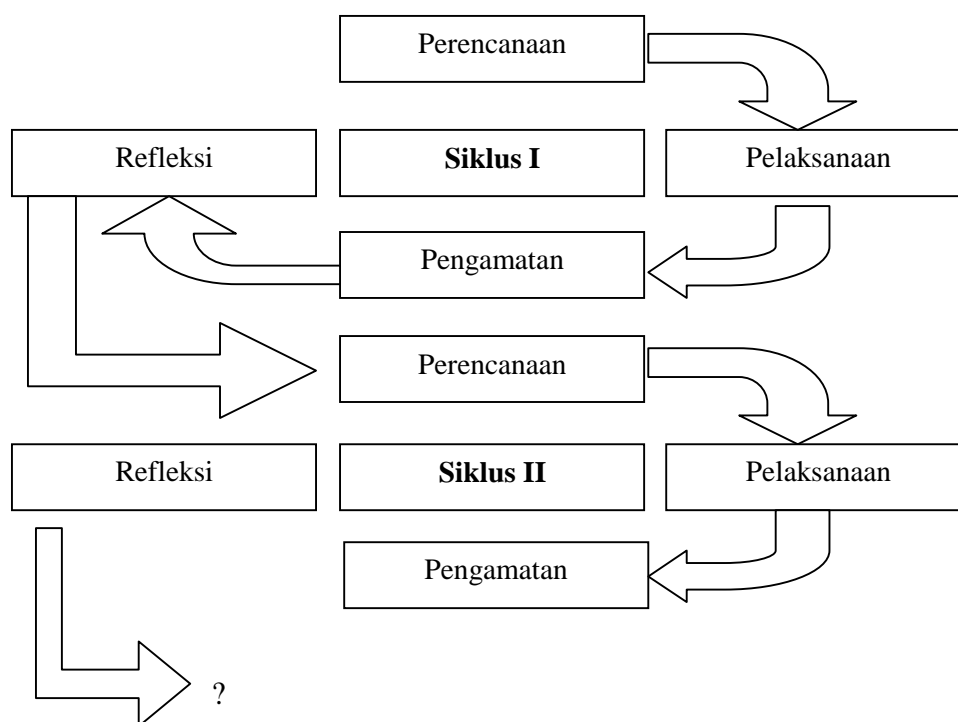 Perencanaan
Refleksi
Siklus I
Pelaksanaan
Pengamatan
Perencanaan
Refleksi
Siklus II
Pelaksanaan
Pengamatan
?